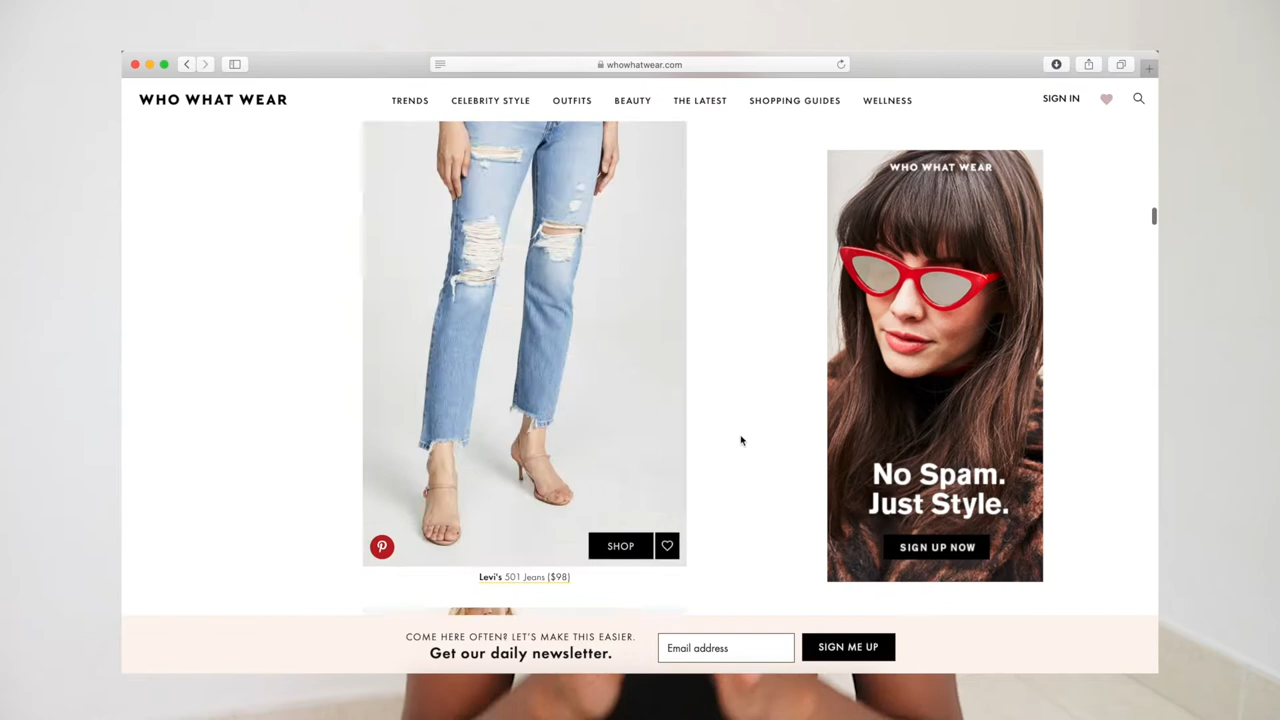 whowhatwear.com
WHO WHAT WEAR
TRENDS CELEBRITY STYLE OUTFITS BEAUTY THE LATEST SHOPPING GUIDES WELLNESS
SIGN IN
WHO WHAT WEAR
No Spam.
Just Style.
SIGN UP NOW
SHOP
Levi's 501 Jeans ($98)
COME HERE OFTEN? LET'S MAKE THIS EASIER.
Get our daily newsletter.
Email address
SIGN ME UP